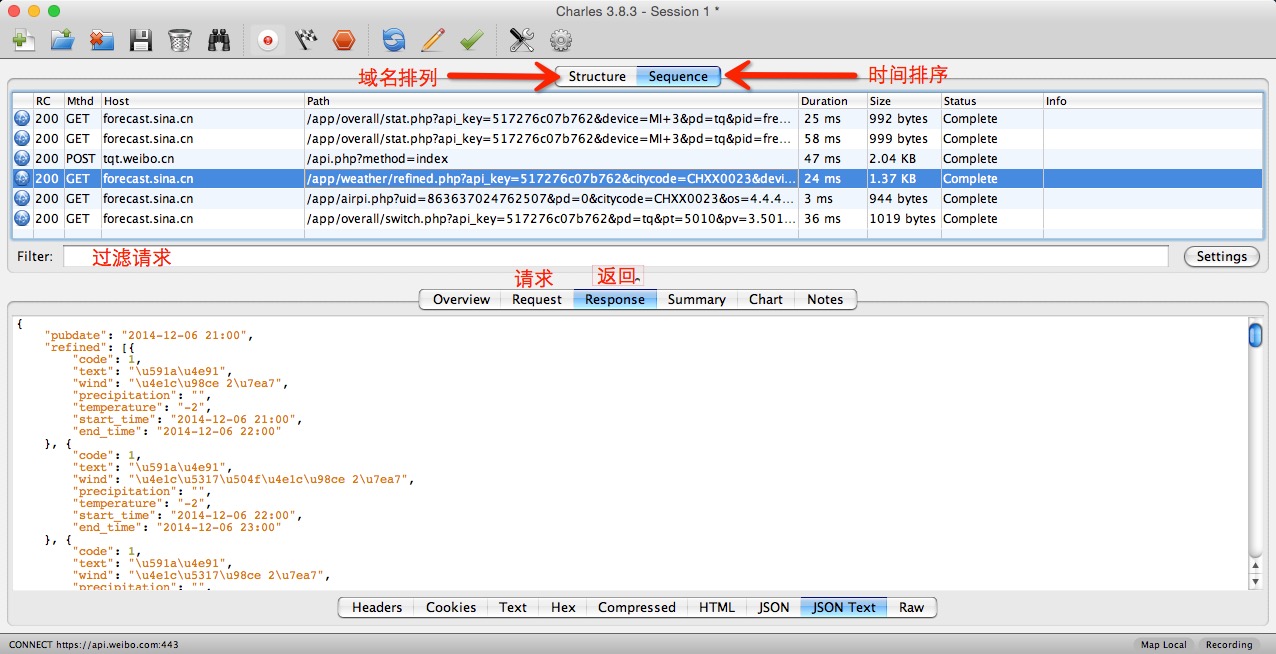 Charles 3.8.3 - Session 1 *
域名排列 Structure Sequence 时间排序
RC Mthd Host Path Duration Size Status Info
200 GET forecast.sina.cn /app/overall/stat.php?api_key=517276c07b762&device=MI+3&pd=tq&pid=fre... 25 ms 992 bytes Complete
200 GET forecast.sina.cn /app/overall/stat.php?api_key=517276c07b762&device=MI+3&pd=tq&pid=fre... 58 ms 999 bytes Complete
200 POST tqt.weibo.cn /api.php?method=index 47 ms 2.04 KB Complete
200 GET forecast.sina.cn /app/weather/refined.php?api_key=517276c07b762&citycode=CHXX0023&devi... 24 ms 1.37 KB Complete
200 GET forecast.sina.cn /app/airpi.php?uid=863637024762507&pd=0&citycode=CHXX0023&os=4.4.4... 3 ms 944 bytes Complete
200 GET forecast.sina.cn /app/overall/switch.php?api_key=517276c07b762&pd=tq&pt=5010&pv=3.501... 36 ms 1019 bytes Complete
Filter: 过滤请求 Settings
请求 返回
Overview Request Response Summary Chart Notes
{
"pubdate": "2014-12-06 21:00",
"refined": [{
"code": 1,
"text": "\u591a\u4e91",
"wind": "\u4e1c\u98ce 2\u7ea7",
"precipitation": "",
"temperature": "-2",
"start_time": "2014-12-06 21:00",
"end_time": "2014-12-06 22:00"
}, {
"code": 1,
"text": "\u591a\u4e91",
"wind": "\u4e1c\u5317\u504f\u4e1c\u98ce 2\u7ea7",
"precipitation": "",
"temperature": "-2",
"start_time": "2014-12-06 22:00",
"end_time": "2014-12-06 23:00"
}, {
"code": 1,
"text": "\u591a\u4e91",
"wind": "\u4e1c\u5317\u98ce 2\u7ea7",
"precipitation": "",
Headers Cookies Text Hex Compressed HTML JSON JSON Text Raw
CONNECT https://api.weibo.com:443 Map Local Recording